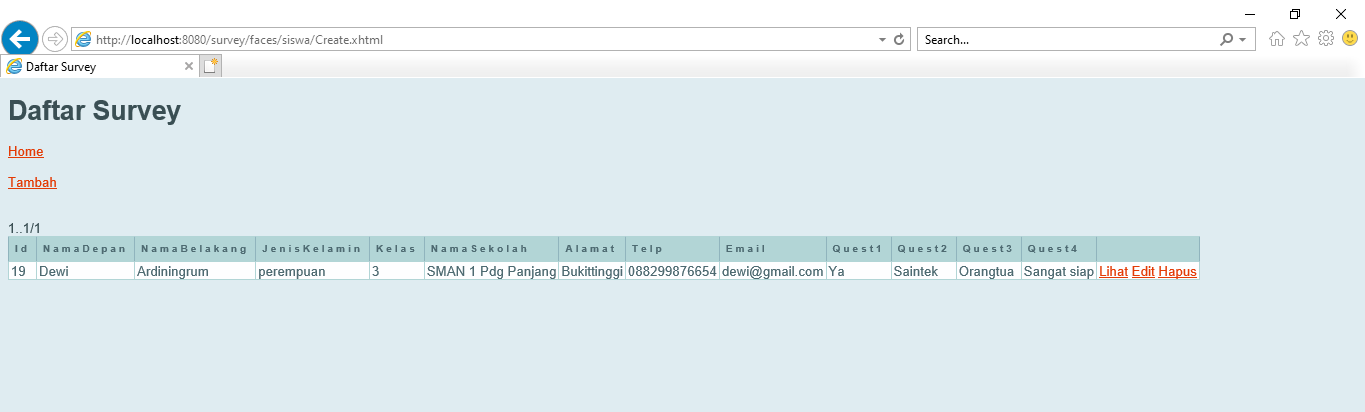 http://localhost:8080/survey/faces/siswa/Create.xhtml
Search...
Daftar Survey
Daftar Survey
Home
Tambah
1..1/1
Id NamaDepan NamaBelakang JenisKelamin Kelas NamaSekolah Alamat Telp Email Quest1 Quest2 Quest3 Quest4
19 Dewi Ardiningrum perempuan 3 SMAN 1 Pdg Panjang Bukittinggi 088299876654 dewi@gmail.com Ya Saintek Orangtua Sangat siap Lihat Edit Hapus